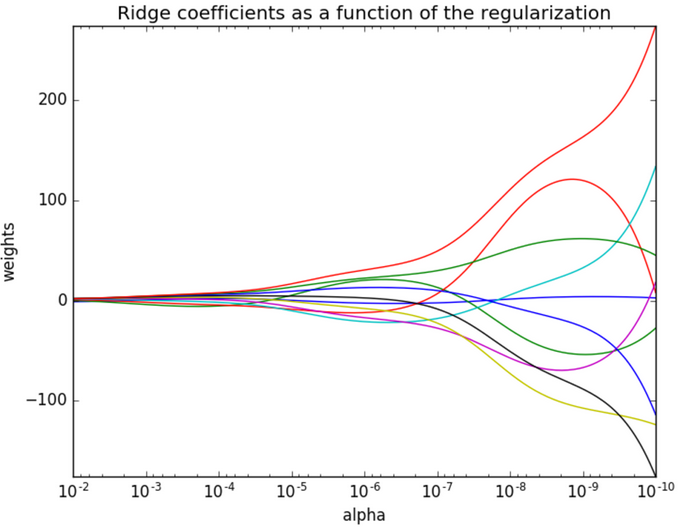 Ridge coefficients as a function of the regularization
200
100
0
−100
weights
10⁻² 10⁻³ 10⁻⁴ 10⁻⁵ 10⁻⁶ 10⁻⁷ 10⁻⁸ 10⁻⁹ 10⁻¹⁰
alpha